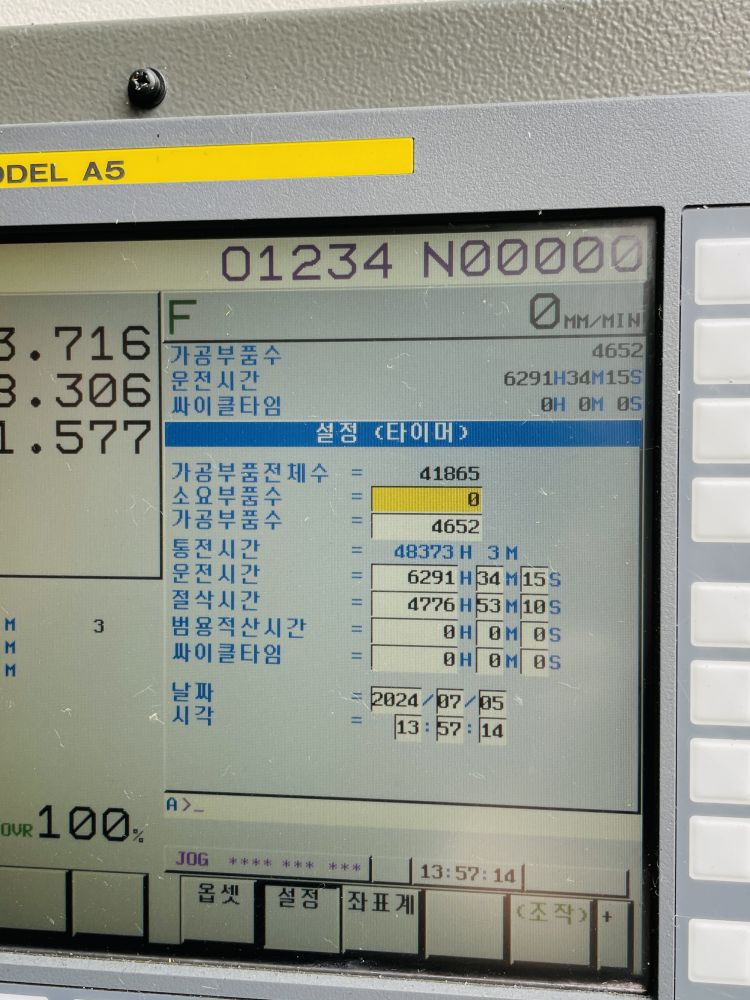 ODEL A5
O1234 N00000
3.716
8.306
1.577
F 0 MM/MIN
가공부품수 4652
운전시간 6291H34M15S
싸이클타임 0H 0M 0S
설정 (타이머)
가공부품전체수 = 41865
소요부품수 = 0
가공부품수 = 4652
통전시간 = 48373H 3M
운전시간 = 6291H34M15S
절삭시간 = 4776H53M10S
범용적산시간 = 0H 0M 0S
싸이클타임 = 0H 0M 0S
M 3
M
M
날짜 = 2024/07/05
시각 = 13:57:14
A>_
OVR 100%
JOG **** *** *** 13:57:14
옵셋 설정 좌표계 (조작) +